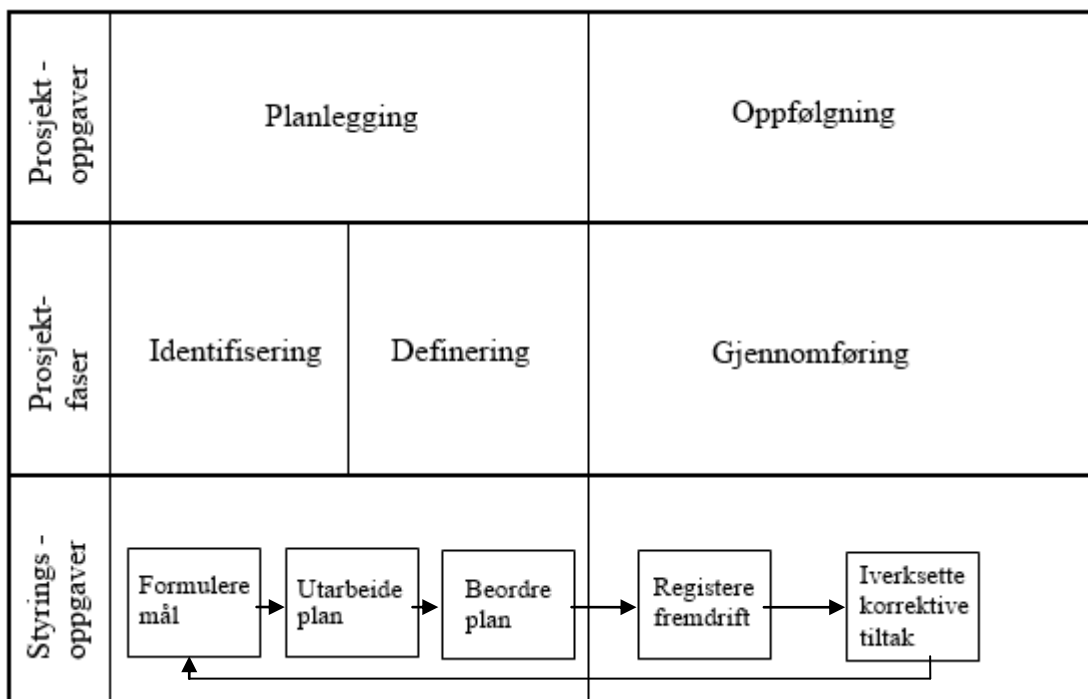 Prosjekt -
oppgaver
Planlegging
Oppfølgning
Prosjekt-
faser
Identifisering
Definering
Gjennomføring
Styrings -
oppgaver
Formulere
mål
Utarbeide
plan
Beordre
plan
Registere
fremdrift
Iverksette
korrektive
tiltak